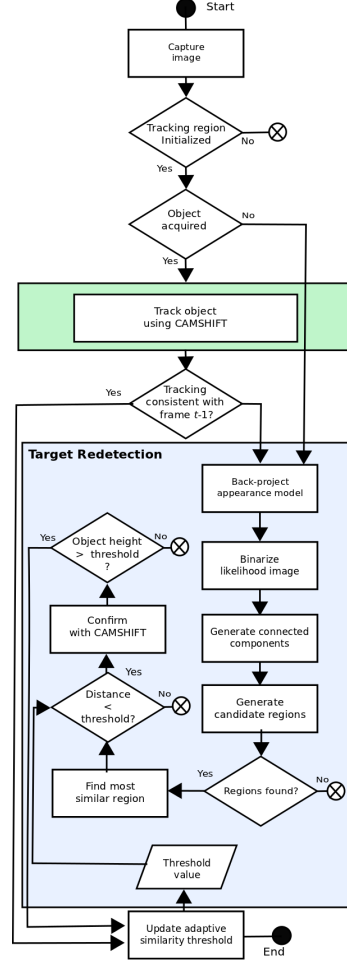 Start
Capture
image
Tracking region
Initialized
No
Yes
Object
acquired
No
Yes
Track object
using CAMSHIFT
Tracking
consistent with
frame t-1?
Yes
Target Redetection
Back-project
appearance model
Object height
> threshold
?
Yes
No
Binarize
likelihood image
Confirm
with CAMSHIFT
Generate connected
components
Yes
Distance
<
threshold?
No
Generate
candidate regions
Find most
similar region
Yes
Regions found?
No
Threshold
value
Update adaptive
similarity threshold
End